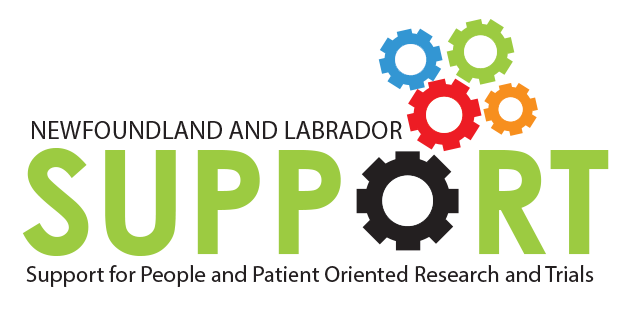 NEWFOUNDLAND AND LABRADOR
SUPPORT
Support for People and Patient Oriented Research and Trials